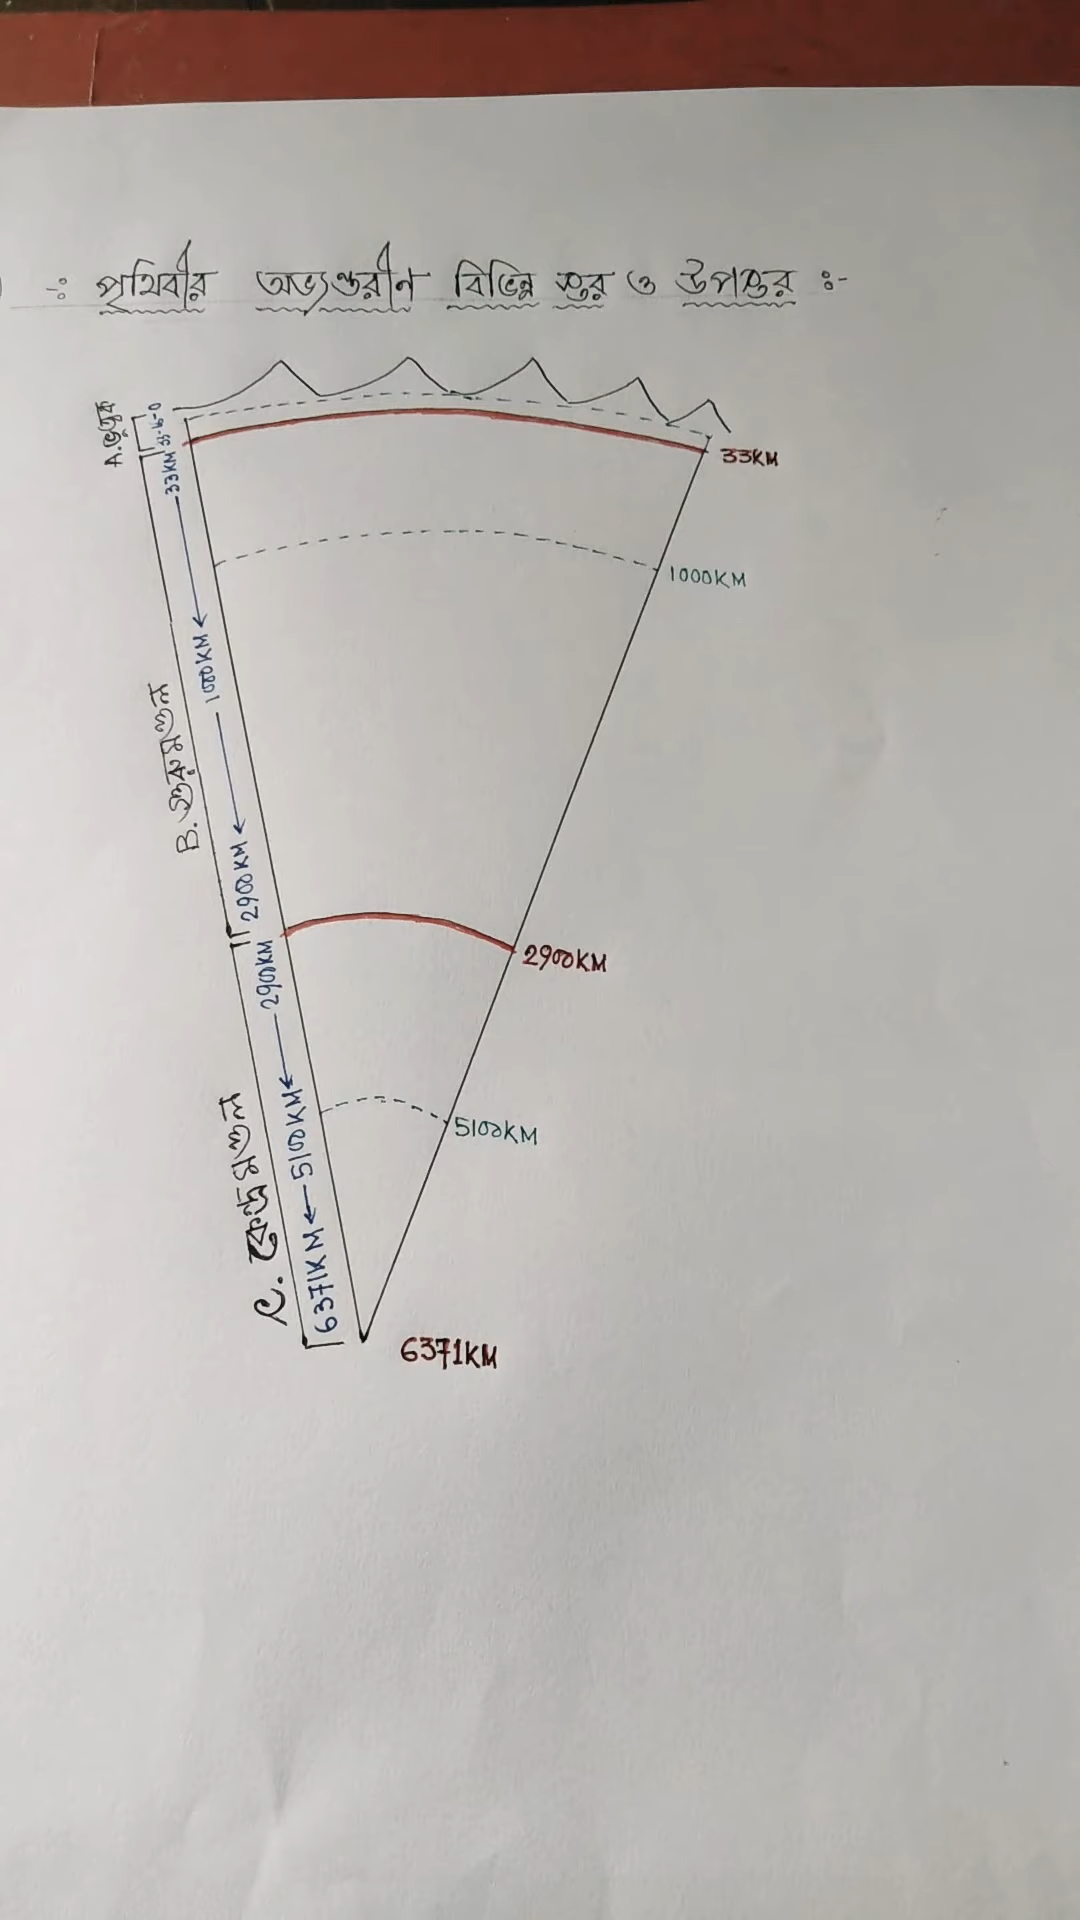 -: পৃথিবীর অভ্যন্তরীণ বিভিন্ন স্তর ও উপস্তর :-
A. ভূত্বক
33KM
33KM
1000KM
1000KM
B. গুরুমণ্ডল
2900KM
2900KM
2900KM
5100KM
5100KM
C. কেন্দ্রমণ্ডল
6371KM
6371KM